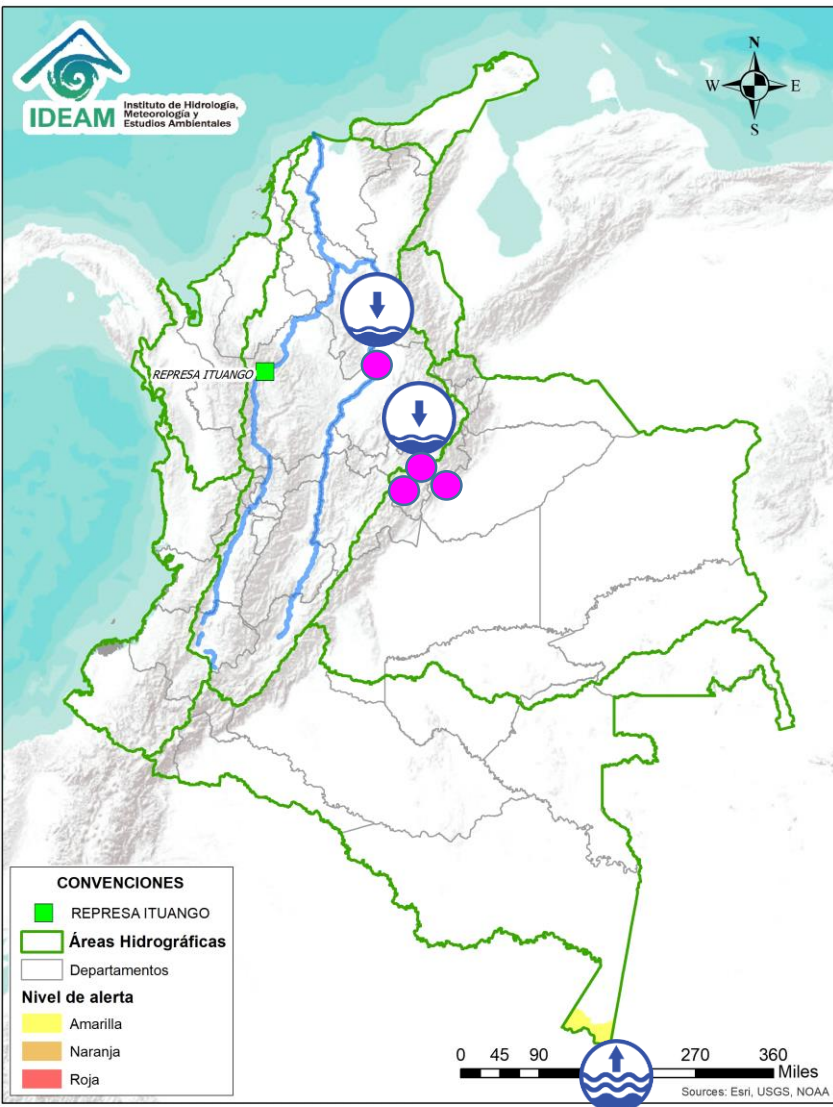 IDEAM
Instituto de Hidrología,
Meteorología y
Estudios Ambientales
N
W E
S
REPRESA ITUANGO
CONVENCIONES
REPRESA ITUANGO
Áreas Hidrográficas
Departamentos
Nivel de alerta
Amarilla
Naranja
Roja
0 45 90 270 360
Miles
Sources: Esri, USGS, NOAA